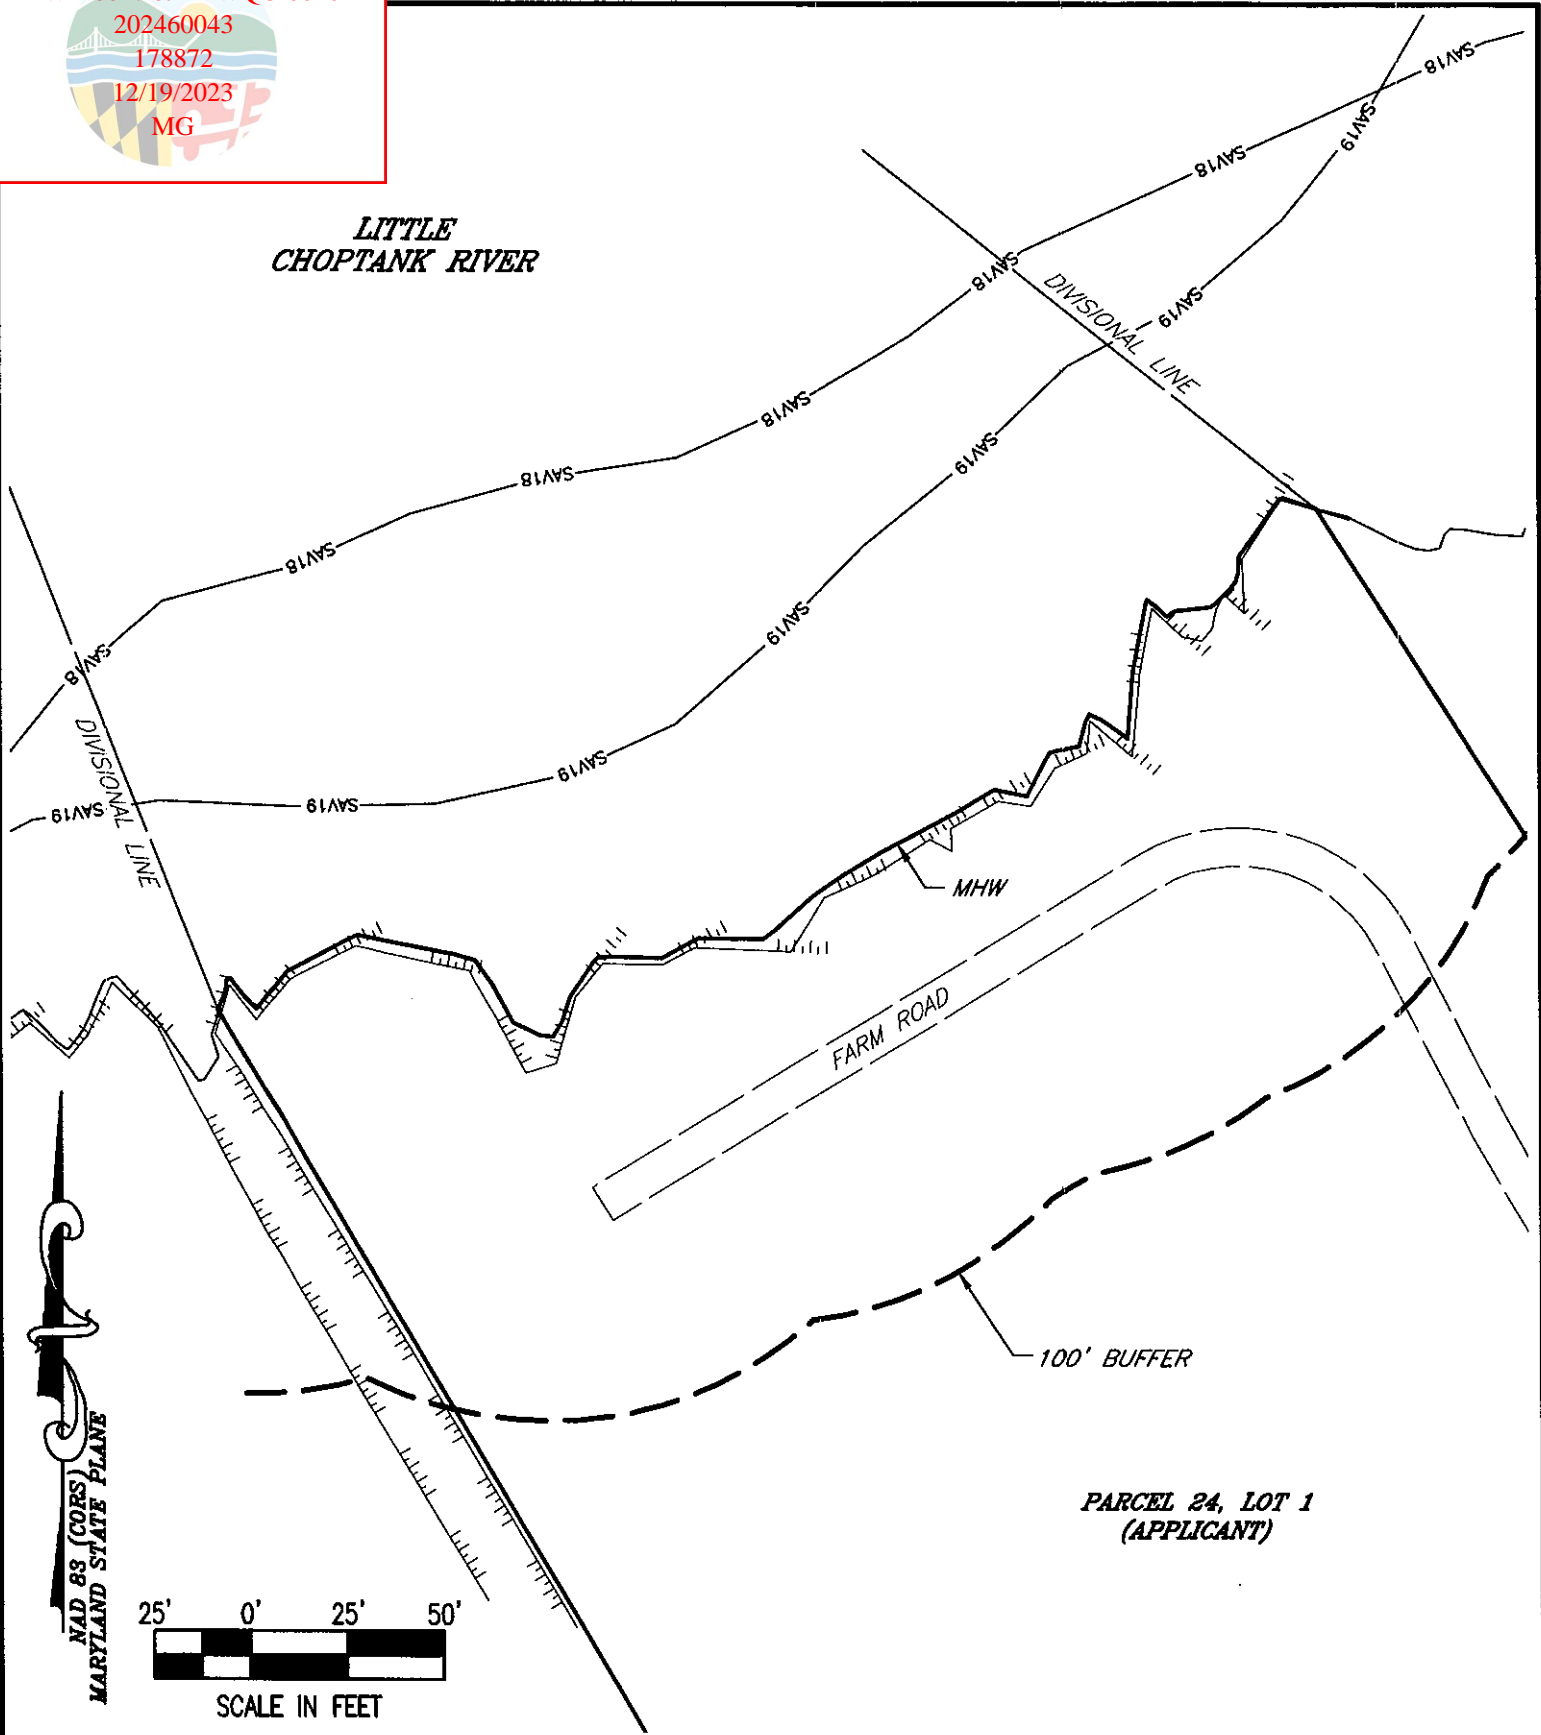 202460043
178872
12/19/2023
MG
LITTLE
CHOPTANK RIVER
SAV18
SAV19
SAV18
SAV18
SAV19
DIVISIONAL LINE
SAV18
SAV19
SAV18
SAV18
SAV19
SAV18
DIVISIONAL LINE
SAV19
SAV19
SAV19
MHW
FARM ROAD
100' BUFFER
PARCEL 24, LOT 1
(APPLICANT)
NAD 83 (CORS)
MARYLAND STATE PLANE
25' 0' 25' 50'
SCALE IN FEET